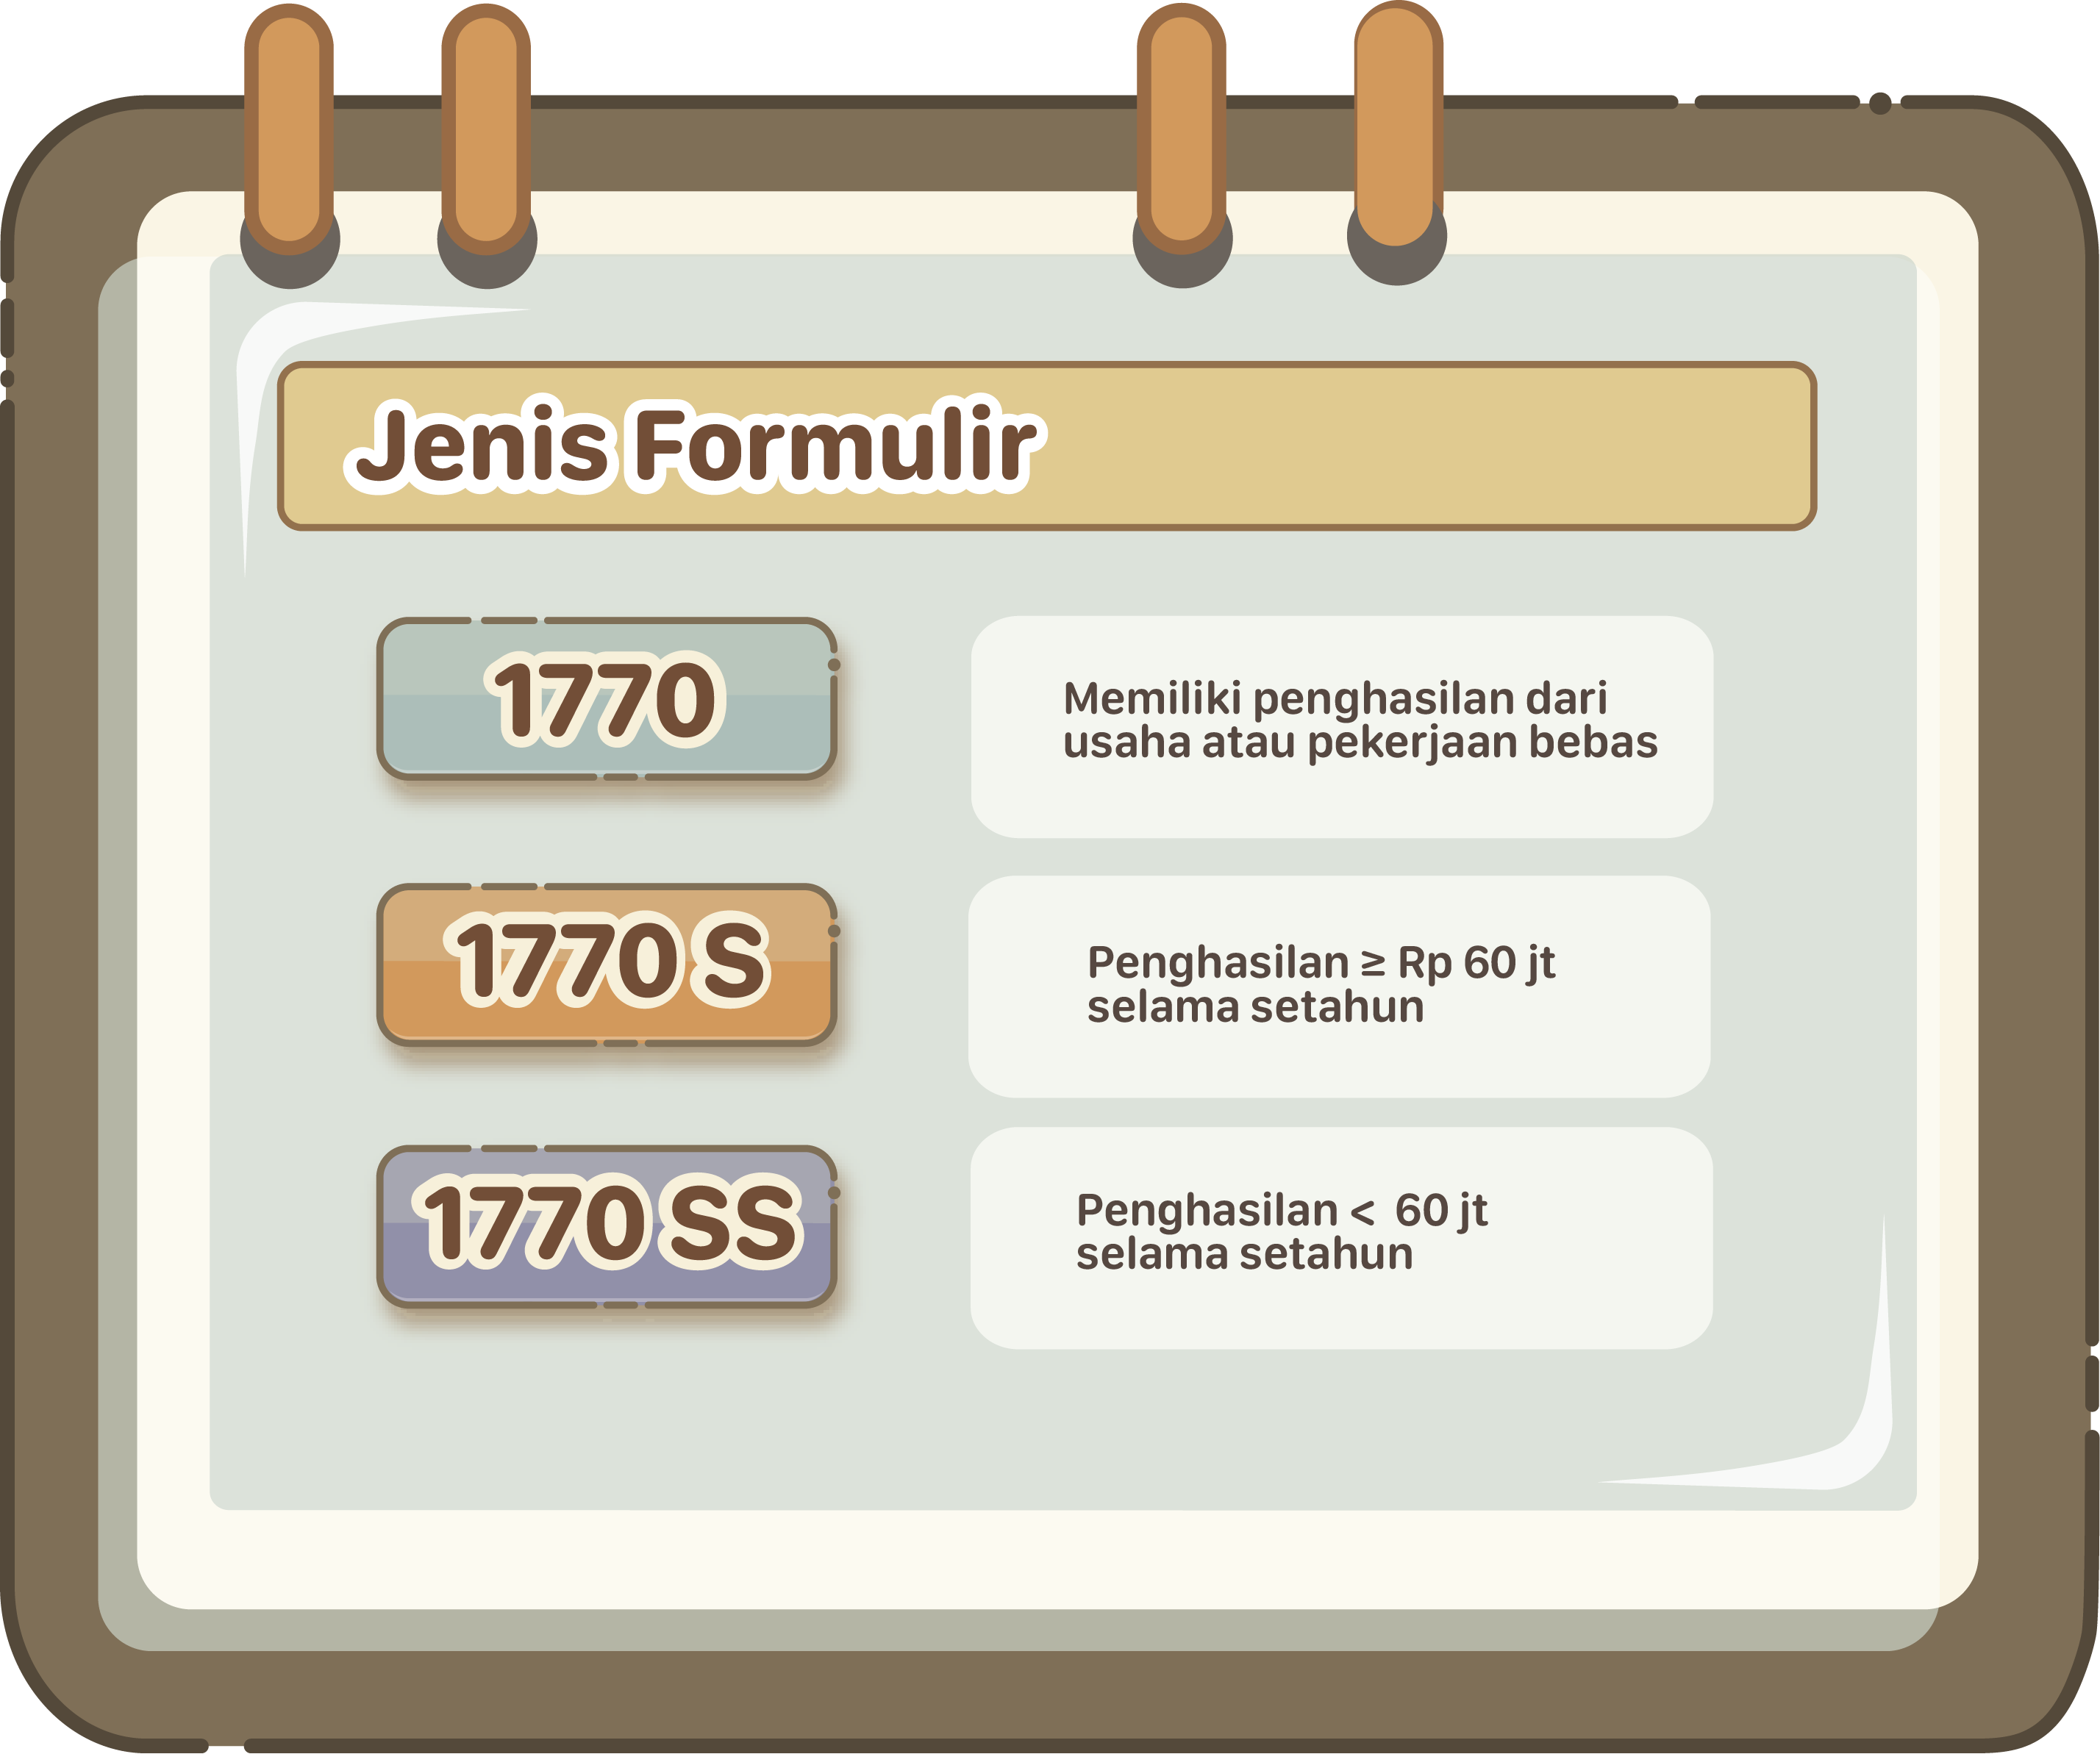 Jenis Formulir
1770
Memiliki penghasilan dari
usaha atau pekerjaan bebas
1770 S
Penghasilan ≥ Rp 60 jt
selama setahun
1770 SS
Penghasilan < 60 jt
selama setahun